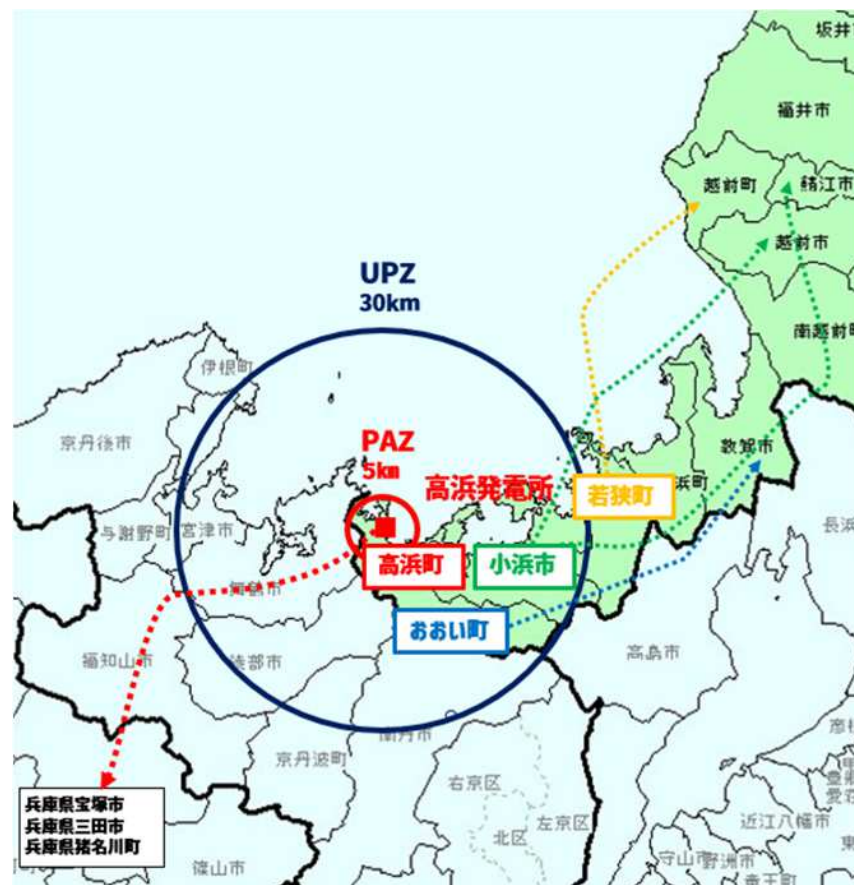 坂井
福井市
越前町
鯖江市
越前市
UPZ
30km
南越前町
伊根町
京丹後市
PAZ
5km
敦賀市
高浜発電所
若狭町
浜町
与謝野町
宮津市
長浜
高浜町
小浜市
舞鶴市
おおい町
福知山市
綾部市
高島市
南丹市
京丹波町
右京区
左京区
北区
兵庫県宝塚市
兵庫県三田市
兵庫県猪名川町
篠山市
近江八幡市
守山市
野洲市
竜王町